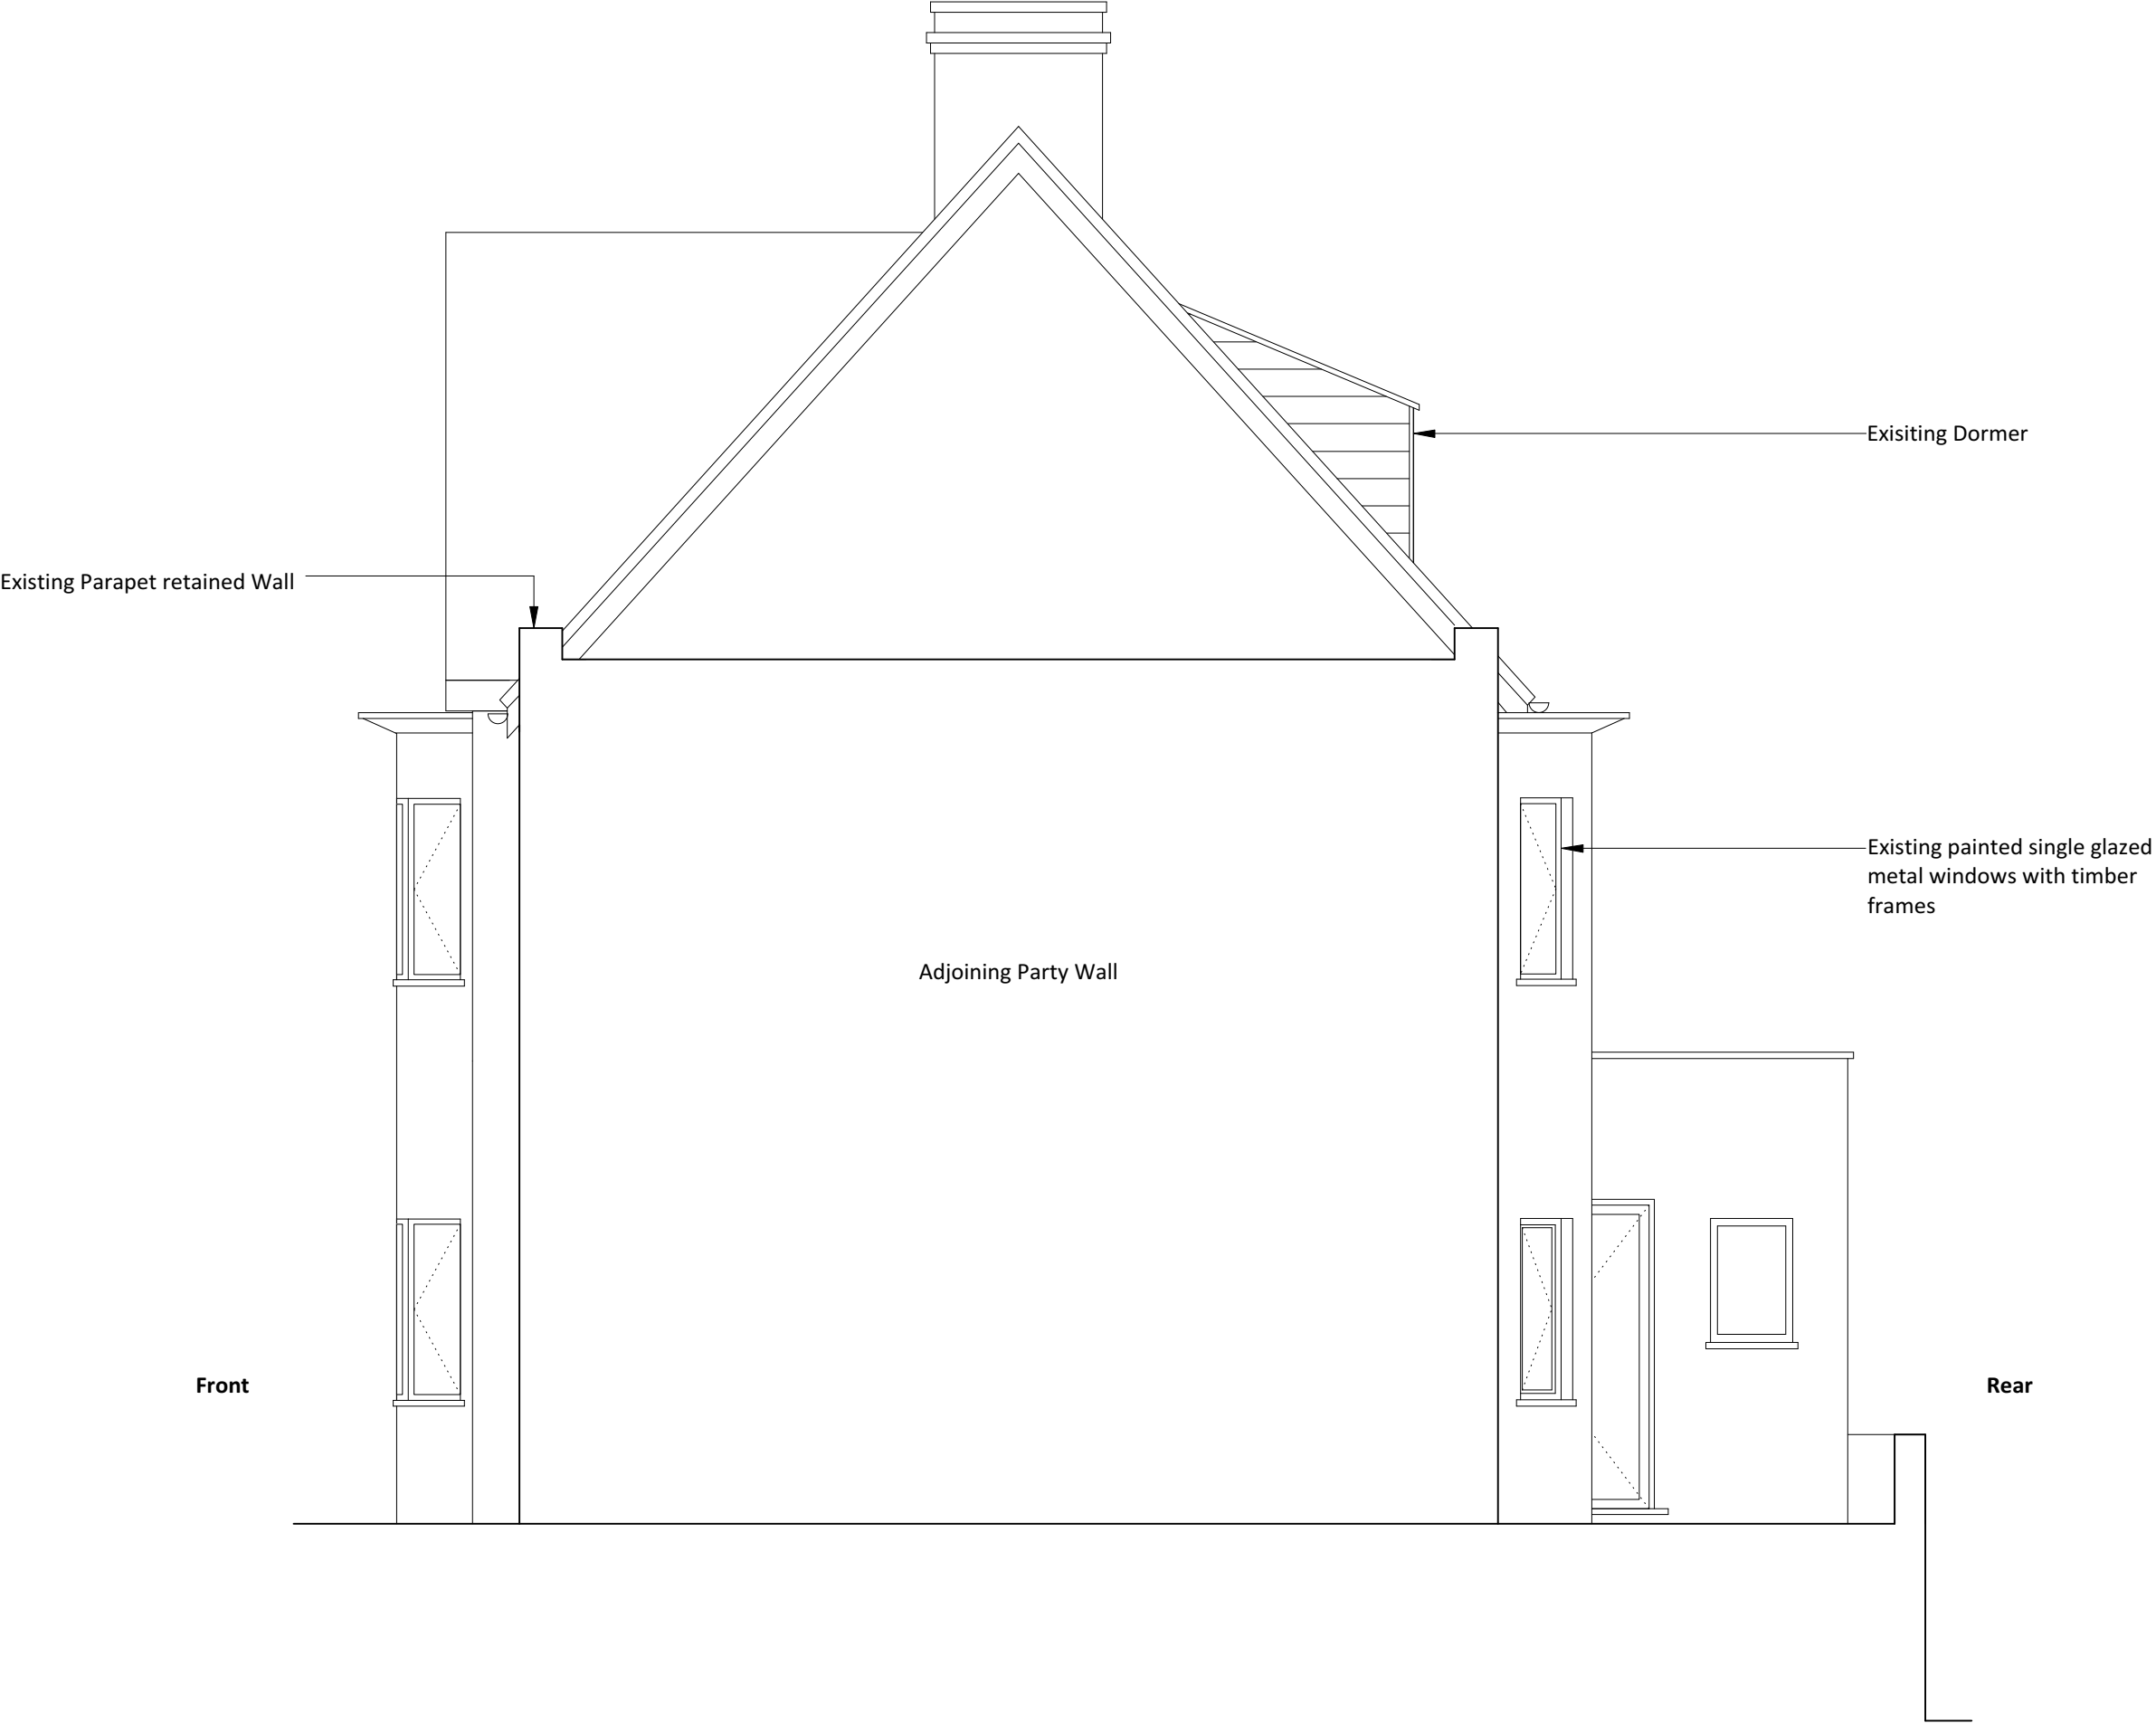 Exisiting Dormer
Existing Parapet retained Wall
Existing painted single glazed
metal windows with timber
frames
Adjoining Party Wall
Front
Rear